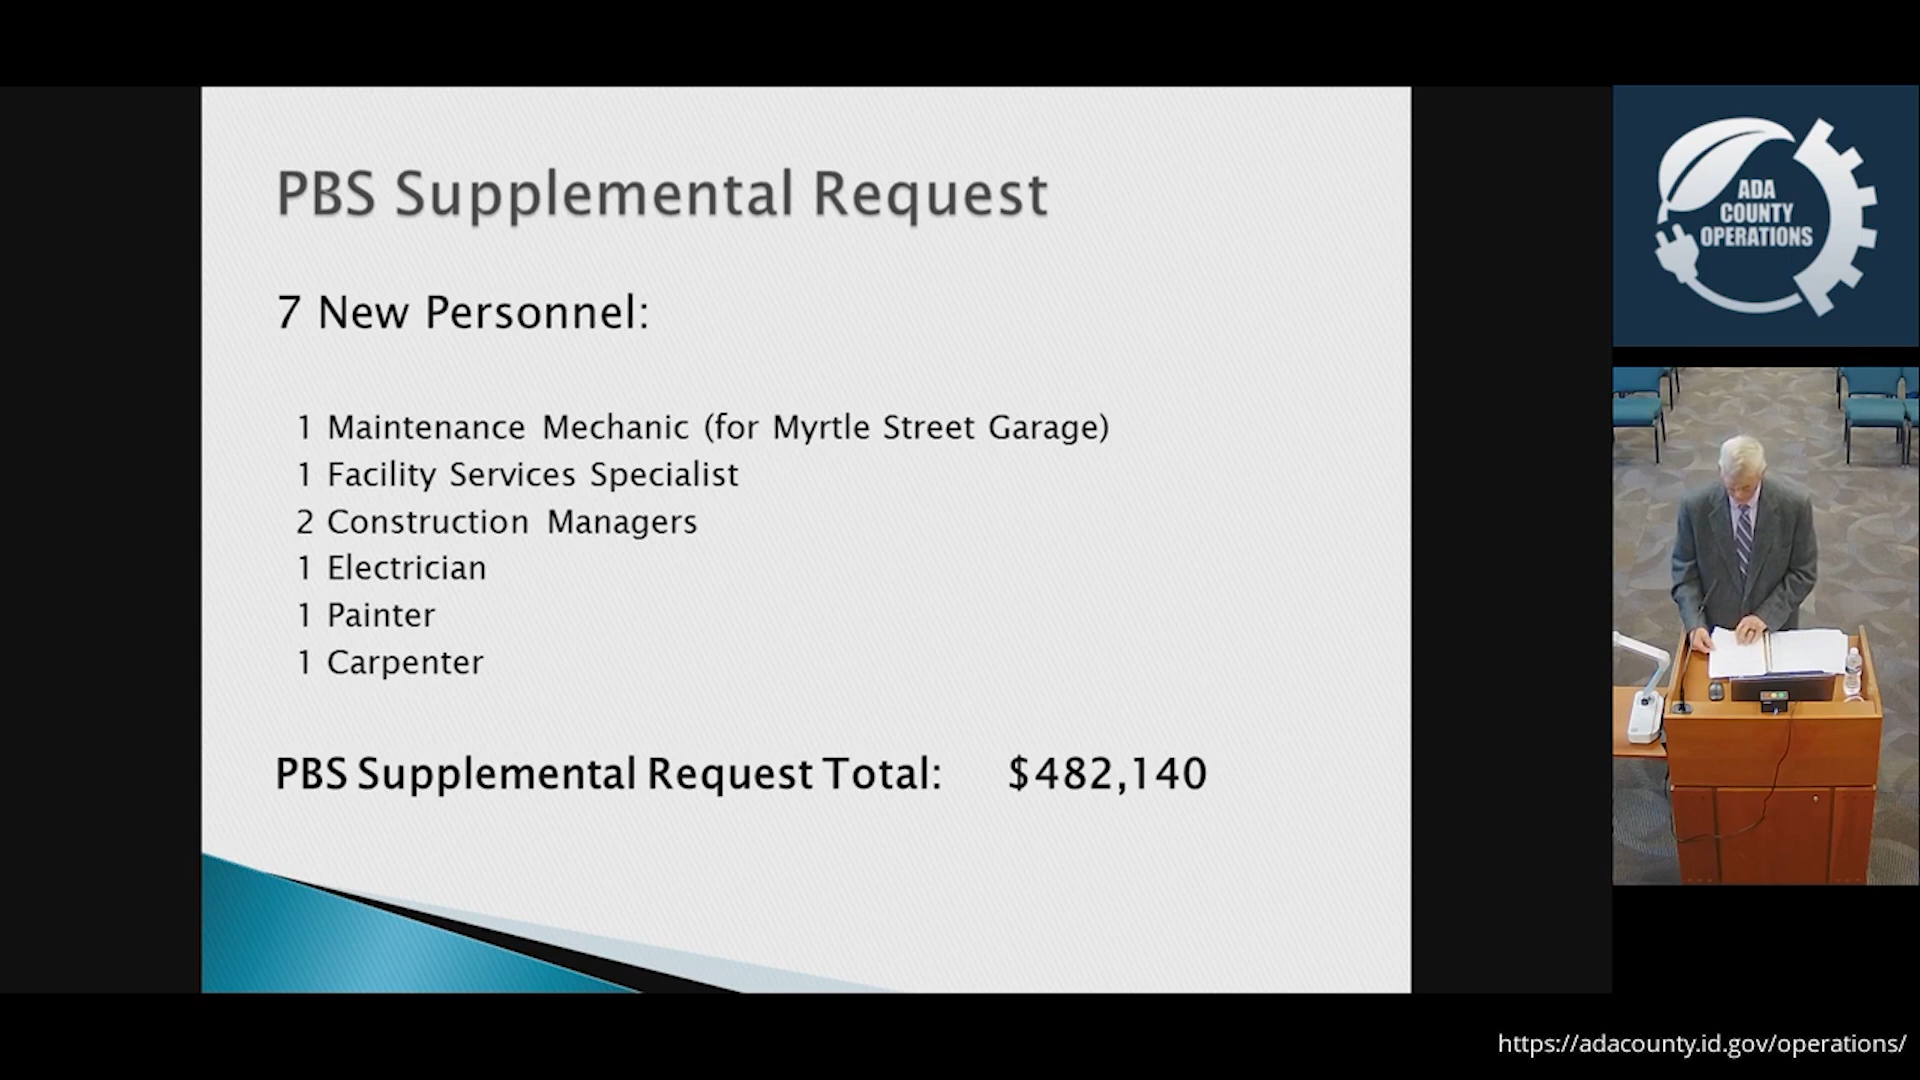 PBS Supplemental Request
7 New Personnel:
1 Maintenance Mechanic (for Myrtle Street Garage)
1 Facility Services Specialist
2 Construction Managers
1 Electrician
1 Painter
1 Carpenter
PBS Supplemental Request Total: $482,140
ADA
COUNTY
OPERATIONS
https://adacounty.id.gov/operations/